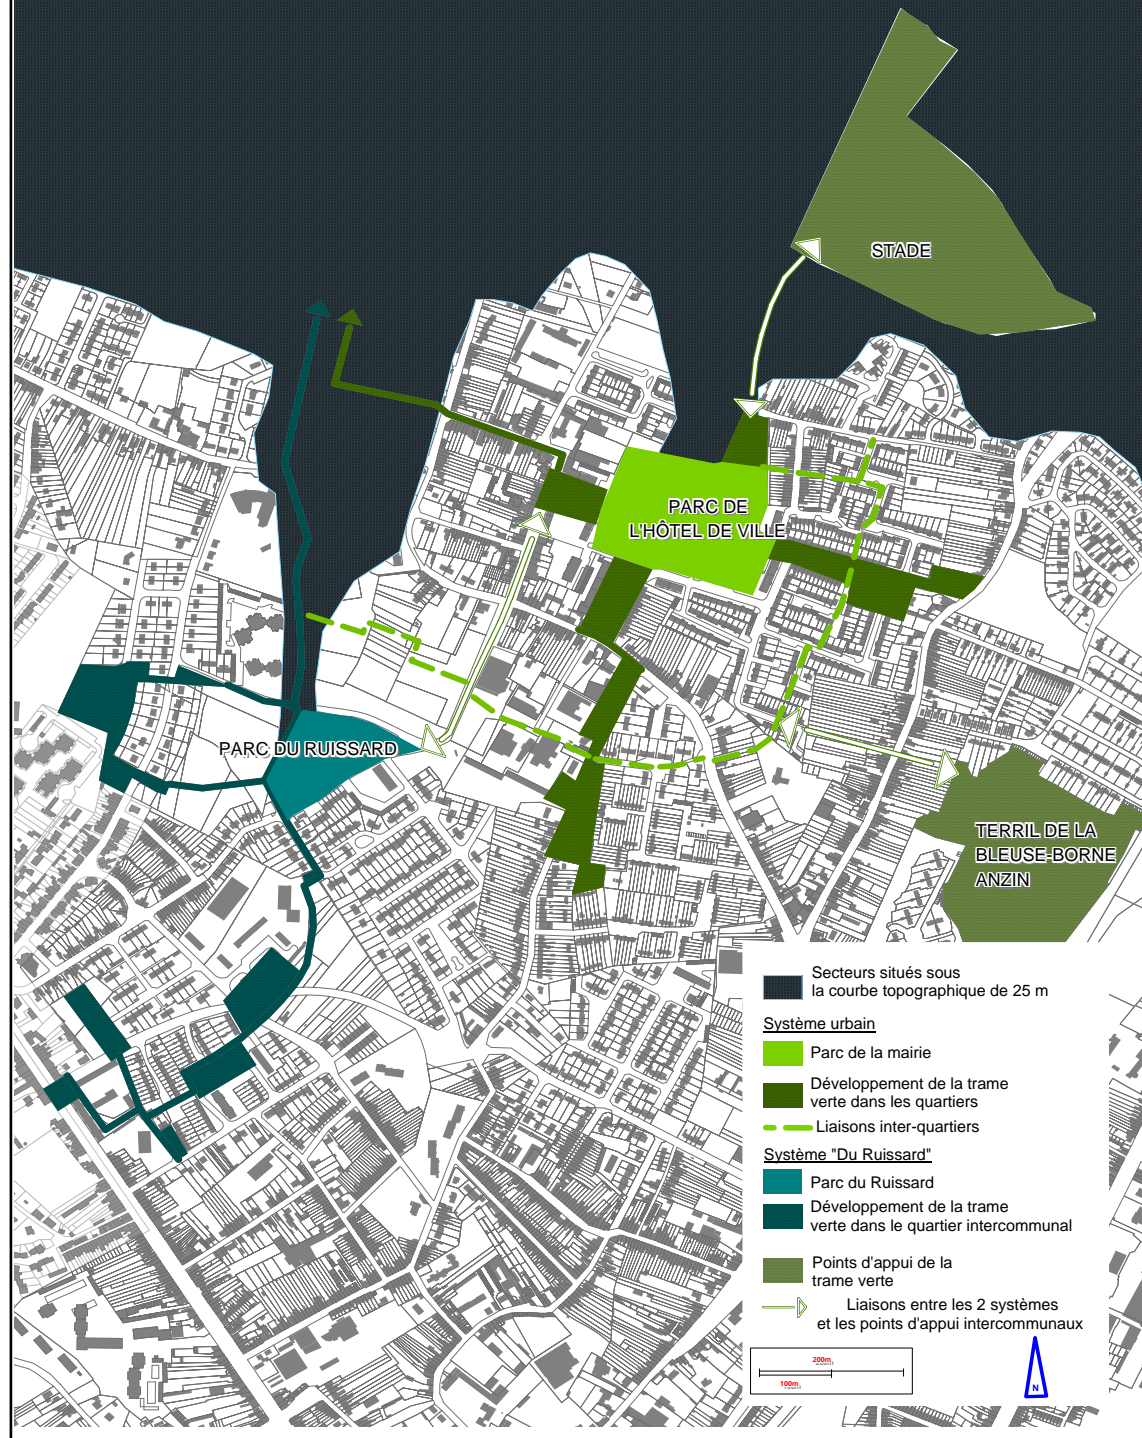 STADE
PARC DE
L'HÔTEL DE VILLE
PARC DU RUISSARD
TERRIL DE LA
BLEUSE-BORNE
ANZIN
Secteurs situés sous
la courbe topographique de 25 m
Système urbain
Parc de la mairie
Développement de la trame
verte dans les quartiers
Liaisons inter-quartiers
Système "Du Ruissard"
Parc du Ruissard
Développement de la trame
verte dans le quartier intercommunal
Points d'appui de la
trame verte
Liaisons entre les 2 systèmes
et les points d'appui intercommunaux
200m
100m
N